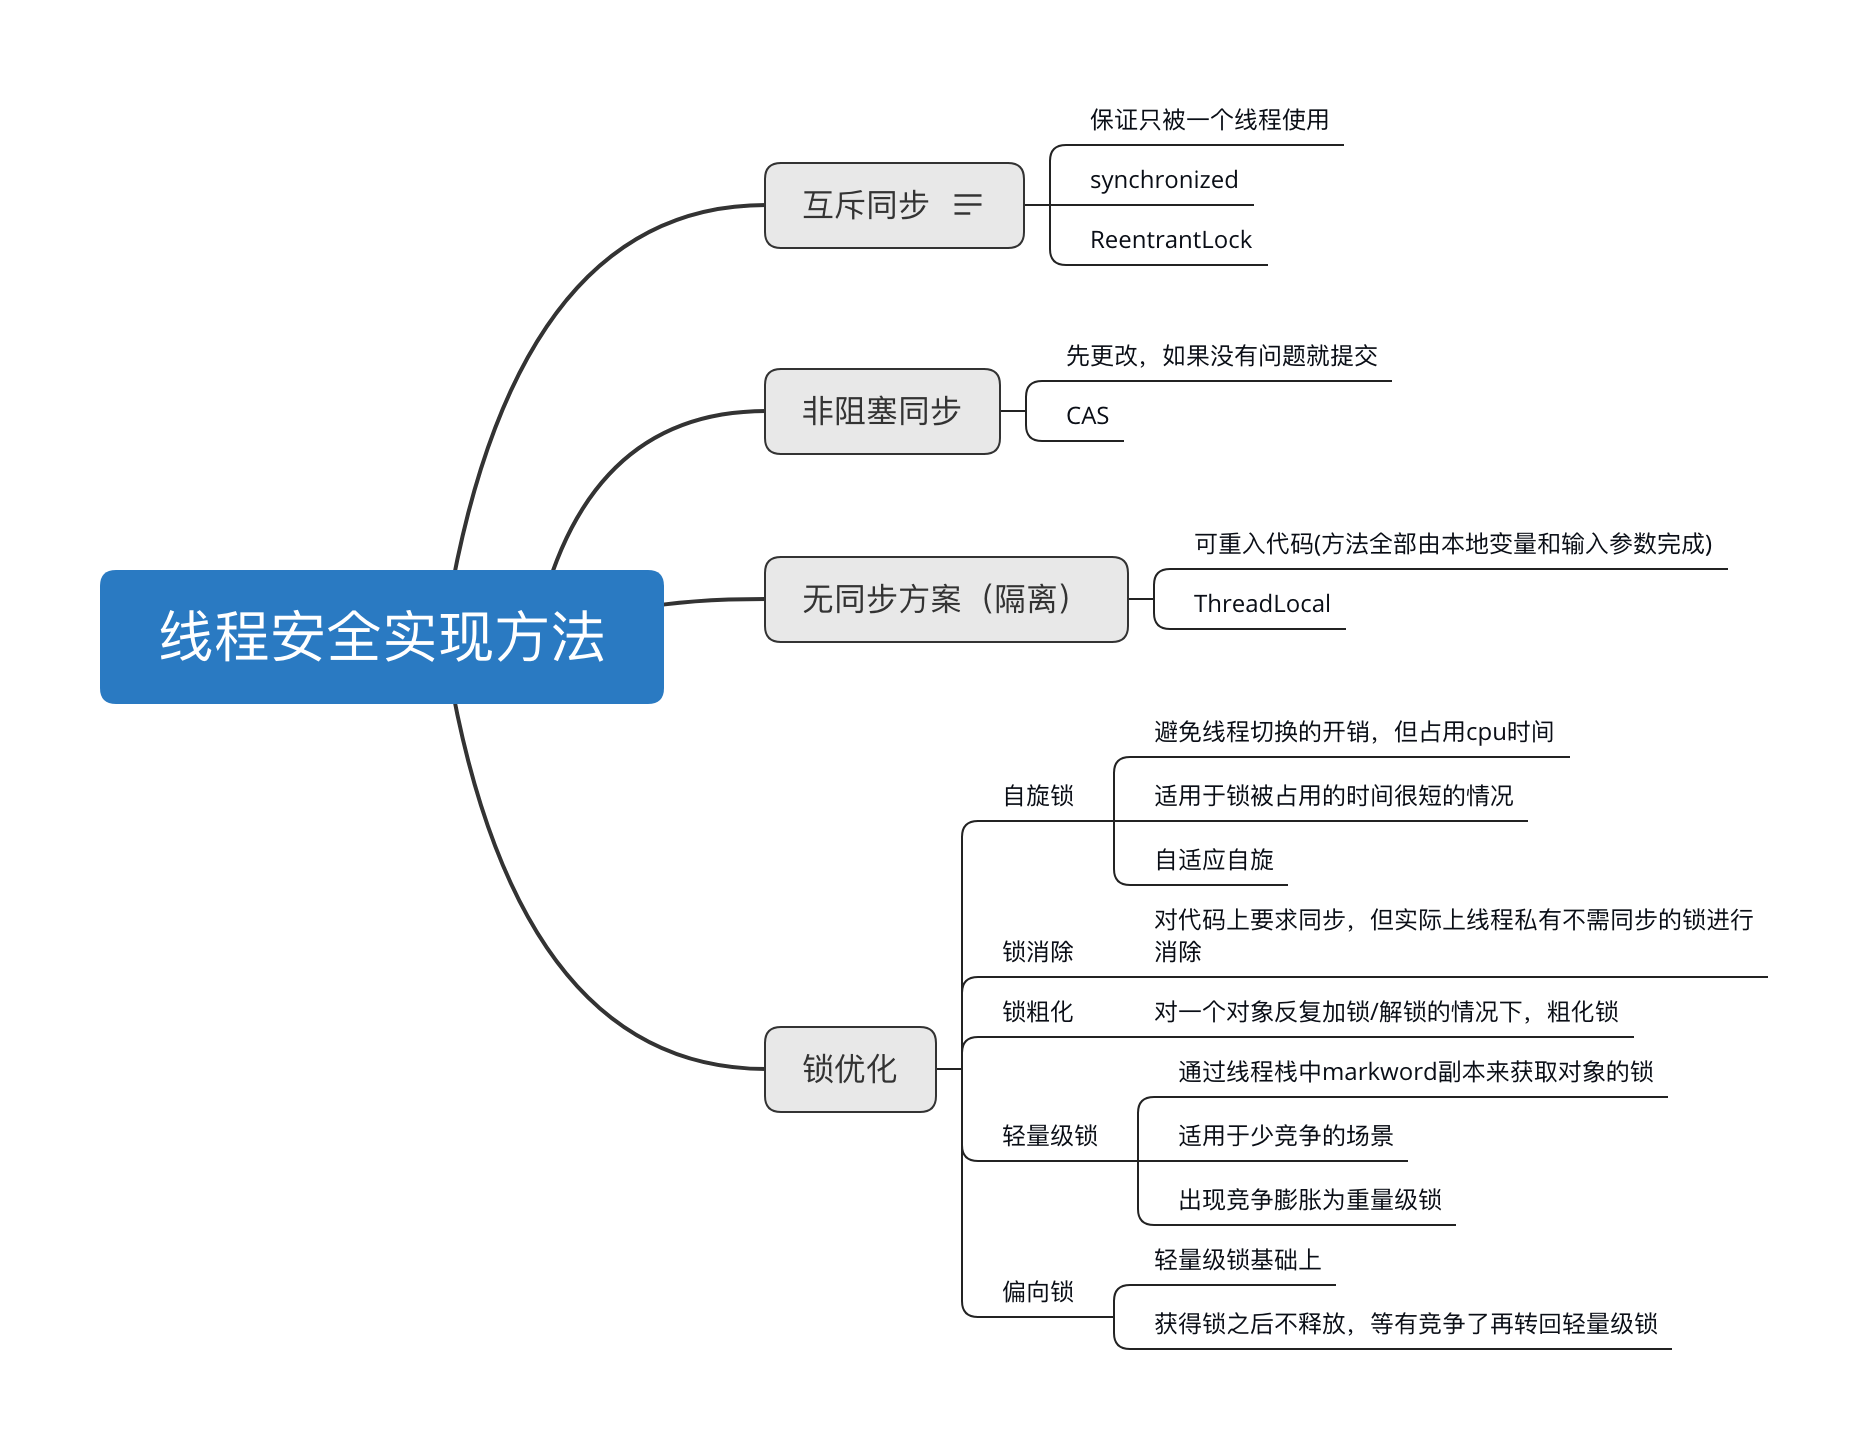 线程安全实现方法
互斥同步
保证只被一个线程使用
synchronized
ReentrantLock
非阻塞同步
先更改，如果没有问题就提交
CAS
无同步方案（隔离）
可重入代码(方法全部由本地变量和输入参数完成)
ThreadLocal
锁优化
自旋锁
避免线程切换的开销，但占用cpu时间
适用于锁被占用的时间很短的情况
自适应自旋
锁消除
对代码上要求同步，但实际上线程私有不需同步的锁进行
消除
锁粗化
对一个对象反复加锁/解锁的情况下，粗化锁
轻量级锁
通过线程栈中markword副本来获取对象的锁
适用于少竞争的场景
出现竞争膨胀为重量级锁
偏向锁
轻量级锁基础上
获得锁之后不释放，等有竞争了再转回轻量级锁